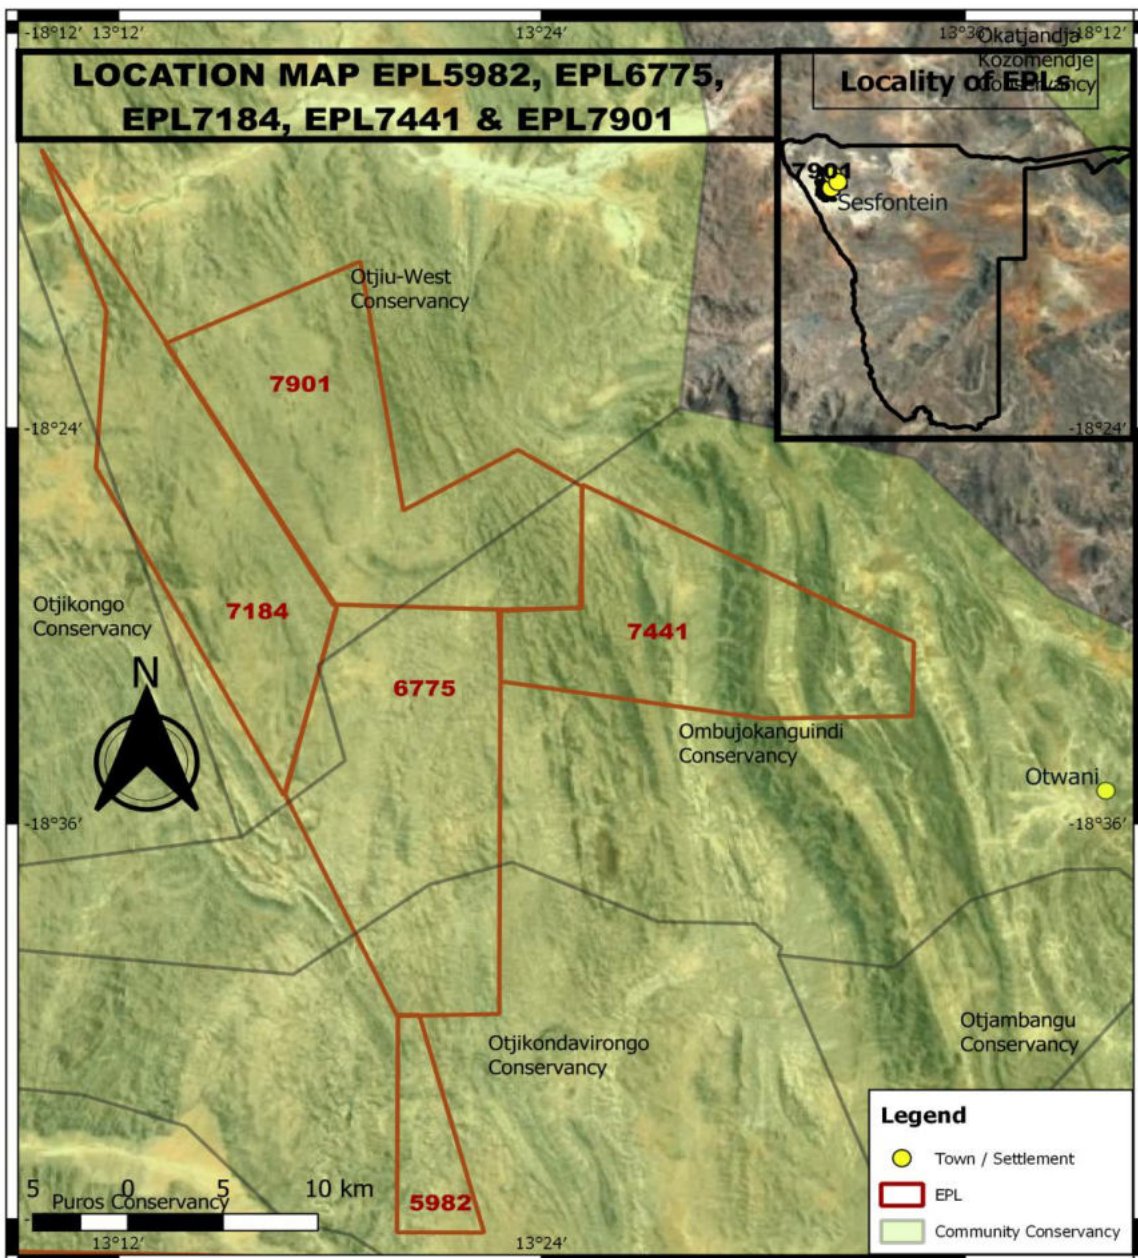 -18°12′ 13°12′ 13°24′ 13°36′ -18°12′
Okatjandja
Kozomendje
Conservancy
LOCATION MAP EPL5982, EPL6775,
EPL7184, EPL7441 & EPL7901
Locality of EPLs
7901
Sesfontein
Otjiu-West
Conservancy
7901
-18°24′ -18°24′
Otjikongo
Conservancy
7184
7441
N
6775
Ombujokanguindi
Conservancy
Otwani
-18°36′ -18°36′
Otjikondavirongo
Conservancy
Otjambangu
Conservancy
Legend
Town / Settlement
EPL
Community Conservancy
5982
5 0 5 10 km
Puros Conservancy
13°12′ 13°24′